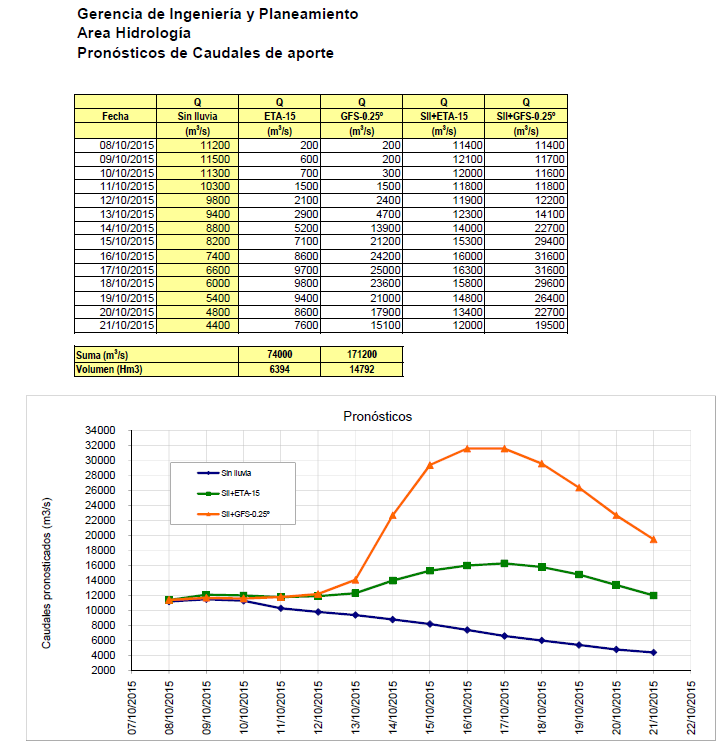 Gerencia de Ingeniería y Planeamiento
Area Hidrología
Pronósticos de Caudales de aporte
Q Q Q Q Q
Fecha Sin lluvia ETA-15 GFS-0.25º Sll+ETA-15 Sll+GFS-0.25º
(m³/s) (m³/s) (m³/s) (m³/s) (m³/s)
08/10/2015 11200 200 200 11400 11400
09/10/2015 11500 600 200 12100 11700
10/10/2015 11300 700 300 12000 11600
11/10/2015 10300 1500 1500 11800 11800
12/10/2015 9800 2100 2400 11900 12200
13/10/2015 9400 2900 4700 12300 14100
14/10/2015 8800 5200 13900 14000 22700
15/10/2015 8200 7100 21200 15300 29400
16/10/2015 7400 8600 24200 16000 31600
17/10/2015 6600 9700 25000 16300 31600
18/10/2015 6000 9800 23600 15800 29600
19/10/2015 5400 9400 21000 14800 26400
20/10/2015 4800 8600 17900 13400 22700
21/10/2015 4400 7600 15100 12000 19500
Suma (m³/s) 74000 171200
Volumen (Hm3) 6394 14792
Pronósticos
Caudales pronosticados (m3/s)
34000
32000
30000
28000
26000
24000
22000
20000
18000
16000
14000
12000
10000
8000
6000
4000
2000
Sin lluvia
Sll+ETA-15
Sll+GFS-0.25º
07/10/2015
08/10/2015
09/10/2015
10/10/2015
11/10/2015
12/10/2015
13/10/2015
14/10/2015
15/10/2015
16/10/2015
17/10/2015
18/10/2015
19/10/2015
20/10/2015
21/10/2015
22/10/2015